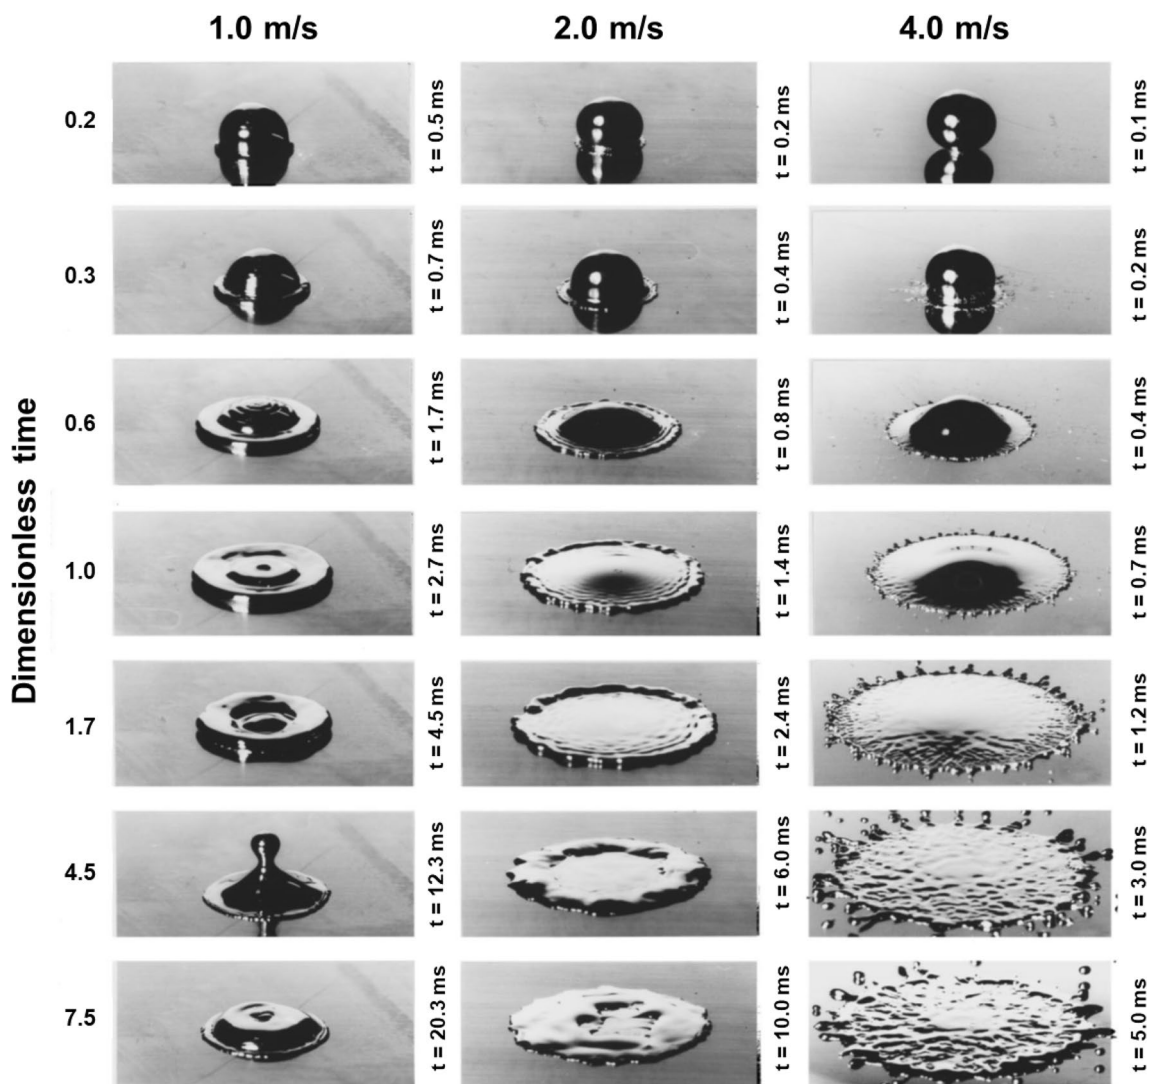 1.0 m/s 2.0 m/s 4.0 m/s
Dimensionless time
0.2 t = 0.5 ms t = 0.2 ms t = 0.1 ms
0.3 t = 0.7 ms t = 0.4 ms t = 0.2 ms
0.6 t = 1.7 ms t = 0.8 ms t = 0.4 ms
1.0 t = 2.7 ms t = 1.4 ms t = 0.7 ms
1.7 t = 4.5 ms t = 2.4 ms t = 1.2 ms
4.5 t = 12.3 ms t = 6.0 ms t = 3.0 ms
7.5 t = 20.3 ms t = 10.0 ms t = 5.0 ms